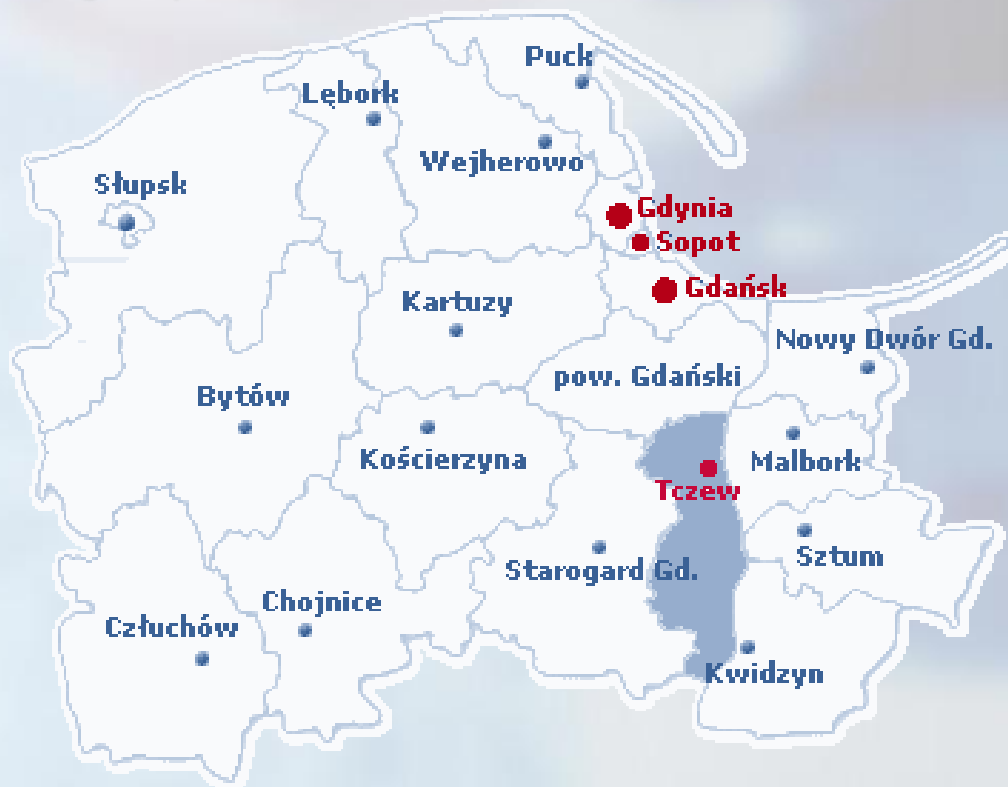 Puck
Lębork
Wejherowo
Słupsk
Gdynia
Sopot
Gdańsk
Kartuzy
Nowy Dwór Gd.
pow. Gdański
Bytów
Kościerzyna
Malbork
Tczew
Sztum
Starogard Gd.
Chojnice
Człuchów
Kwidzyn